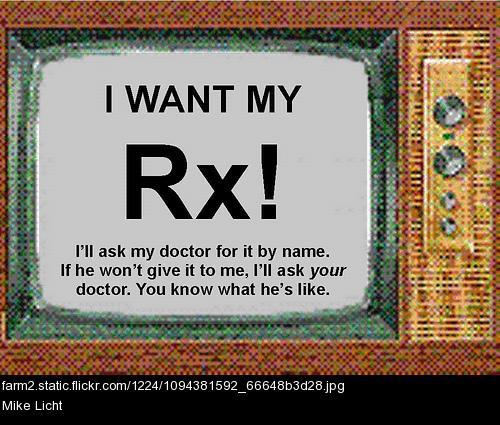 I WANT MY
Rx!
I'll ask my doctor for it by name.
If he won't give it to me, I'll ask your
doctor. You know what he's like.
farm2.static.flickr.com/1224/1094381592_66648b3d28.jpg
Mike Licht